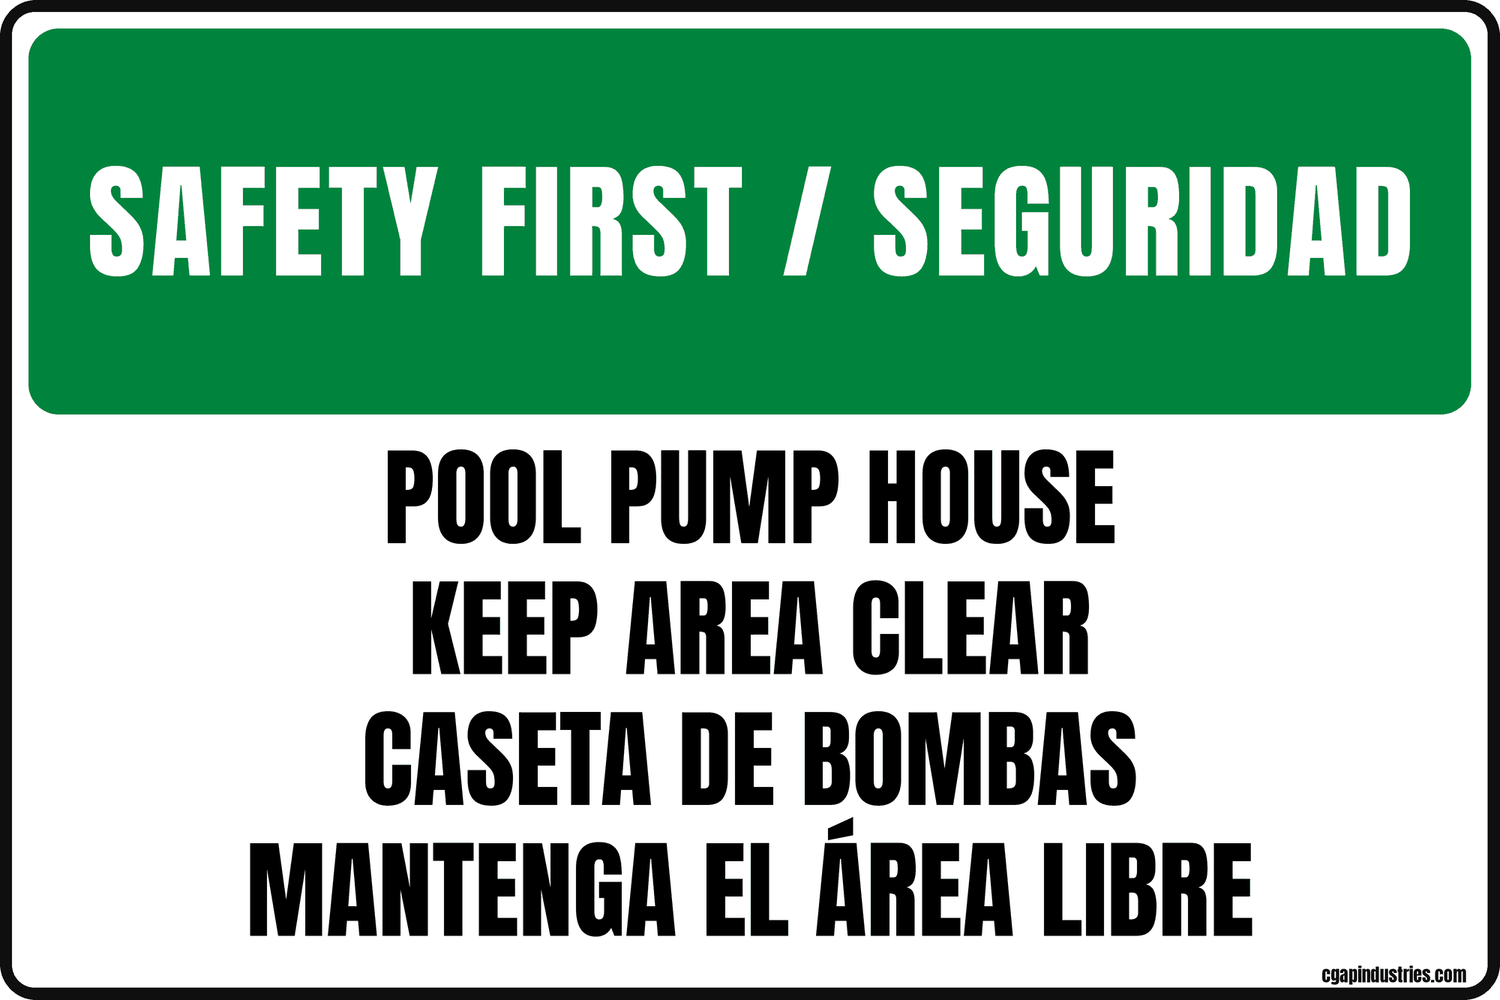 SAFETY FIRST / SEGURIDAD
POOL PUMP HOUSE
KEEP AREA CLEAR
CASETA DE BOMBAS
MANTENGA EL ÁREA LIBRE
cgapindustries.com